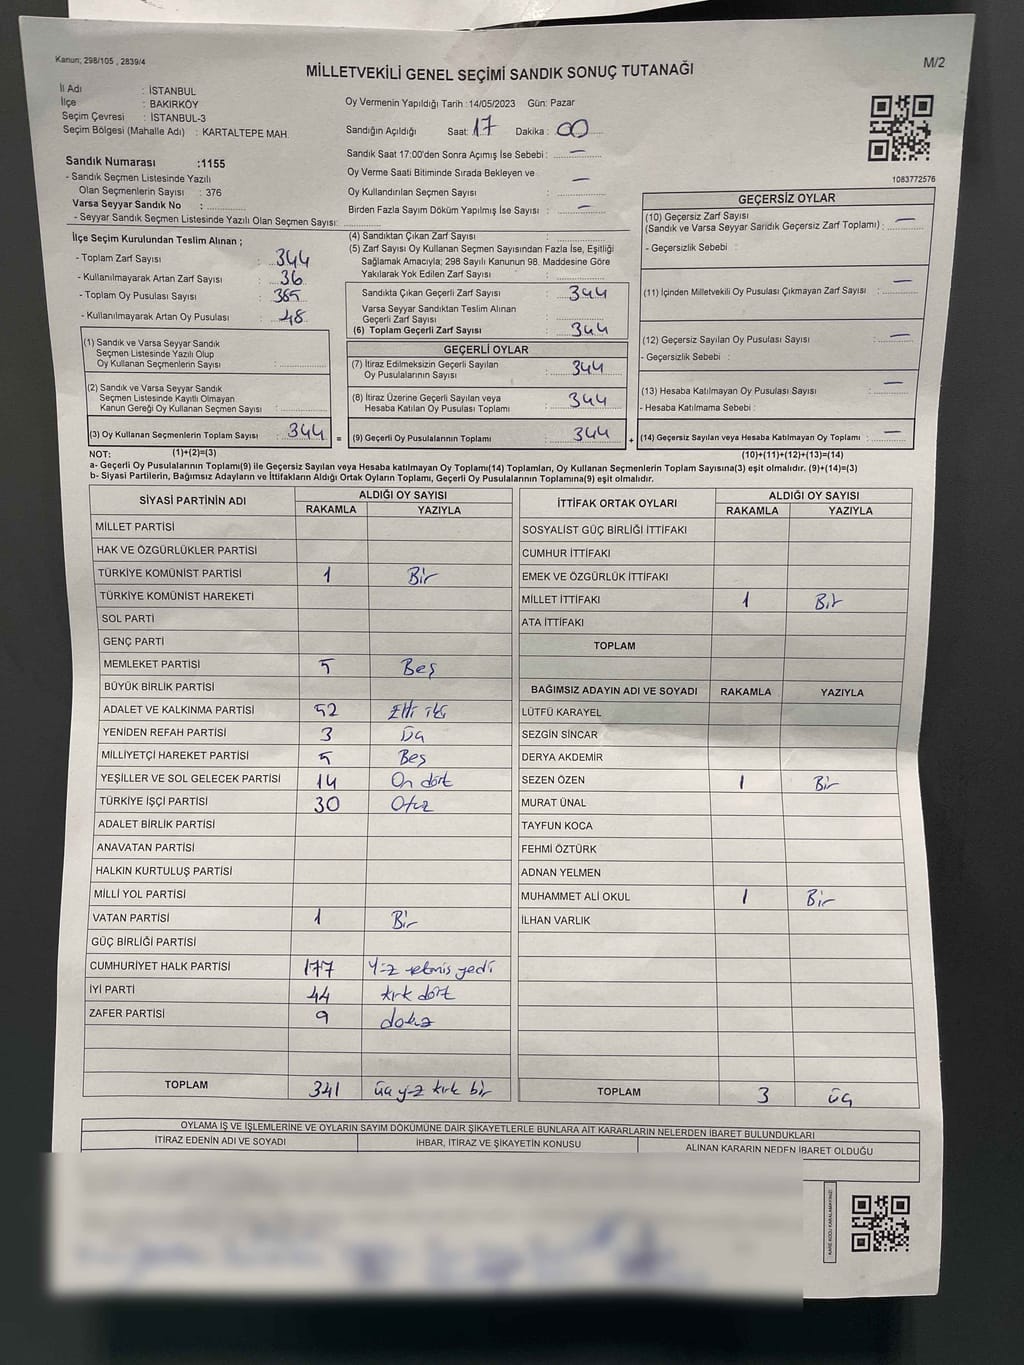 Kanun; 298/105 , 2839/4
MİLLETVEKİLİ GENEL SEÇİMİ SANDIK SONUÇ TUTANAĞI
M/2
İl Adı : İSTANBUL
İlçe : BAKIRKÖY
Seçim Çevresi : İSTANBUL-3
Seçim Bölgesi (Mahalle Adı) : KARTALTEPE MAH.
Oy Vermenin Yapıldığı Tarih :14/05/2023 Gün: Pazar
Sandığın Açıldığı Saat: 17 Dakika : 00
Sandık Saat 17:00'den Sonra Açımış İse Sebebi : –
Oy Verme Saati Bitiminde Sırada Bekleyen ve
Oy Kullandırılan Seçmen Sayısı : –
Birden Fazla Sayım Döküm Yapılmış İse Sayısı : –
1083772576
Sandık Numarası :1155
- Sandık Seçmen Listesinde Yazılı
Olan Seçmenlerin Sayısı : 376
Varsa Seyyar Sandık No :
- Seyyar Sandık Seçmen Listesinde Yazılı Olan Seçmen Sayısı:
İlçe Seçim Kurulundan Teslim Alınan ;
- Toplam Zarf Sayısı : 344
- Kullanılmayarak Artan Zarf Sayısı : 36
- Toplam Oy Pusulası Sayısı : 385
- Kullanılmayarak Artan Oy Pusulası : 48
(1) Sandık ve Varsa Seyyar Sandık
Seçmen Listesinde Yazılı Olup
Oy Kullanan Seçmenlerin Sayısı :
(2) Sandık ve Varsa Seyyar Sandık
Seçmen Listesinde Kayıtlı Olmayan
Kanun Gereği Oy Kullanan Seçmen Sayısı :
(3) Oy Kullanan Seçmenlerin Toplam Sayısı : 344 =
(4) Sandıktan Çıkan Zarf Sayısı :
(5) Zarf Sayısı Oy Kullanan Seçmen Sayısından Fazla İse, Eşitliği
Sağlamak Amacıyla; 298 Sayılı Kanunun 98. Maddesine Göre
Yakılarak Yok Edilen Zarf Sayısı :
Sandıkta Çıkan Geçerli Zarf Sayısı : 344
Varsa Seyyar Sandıktan Teslim Alınan
Geçerli Zarf Sayısı :
(6) Toplam Geçerli Zarf Sayısı : 344
GEÇERLİ OYLAR
(7) İtiraz Edilmeksizin Geçerli Sayılan
Oy Pusulalarının Sayısı : 344
(8) İtiraz Üzerine Geçerli Sayılan veya
Hesaba Katılan Oy Pusulası Toplamı : 344
(9) Geçerli Oy Pusulalarının Toplamı : 344 +
GEÇERSİZ OYLAR
(10) Geçersiz Zarf Sayısı
(Sandık ve Varsa Seyyar Sandık Geçersiz Zarf Toplamı) : –
- Geçersizlik Sebebi :
(11) İçinden Milletvekili Oy Pusulası Çıkmayan Zarf Sayısı : –
(12) Geçersiz Sayılan Oy Pusulası Sayısı : –
- Geçersizlik Sebebi :
(13) Hesaba Katılmayan Oy Pusulası Sayısı : –
- Hesaba Katılmama Sebebi :
(14) Geçersiz Sayılan veya Hesaba Katılmayan Oy Toplamı : –
NOT: (1)+(2)=(3) (10)+(11)+(12)+(13)=(14)
a- Geçerli Oy Pusulalarının Toplamı(9) ile Geçersiz Sayılan veya Hesaba katılmayan Oy Toplamı(14) Toplamları, Oy Kullanan Seçmenlerin Toplam Sayısına(3) eşit olmalıdır. (9)+(14)=(3)
b- Siyasi Partilerin, Bağımsız Adayların ve İttifakların Aldığı Ortak Oyların Toplamı, Geçerli Oy Pusulalarının Toplamına(9) eşit olmalıdır.
SİYASİ PARTİNİN ADI ALDIĞI OY SAYISI
RAKAMLA YAZIYLA
MİLLET PARTİSİ
HAK VE ÖZGÜRLÜKLER PARTİSİ
TÜRKİYE KOMÜNİST PARTİSİ 1 Bir
TÜRKİYE KOMÜNİST HAREKETİ
SOL PARTİ
GENÇ PARTİ
MEMLEKET PARTİSİ 5 Beş
BÜYÜK BİRLİK PARTİSİ
ADALET VE KALKINMA PARTİSİ 52 Elli iki
YENİDEN REFAH PARTİSİ 3 Üç
MİLLİYETÇİ HAREKET PARTİSİ 5 Beş
YEŞİLLER VE SOL GELECEK PARTİSİ 14 On dört
TÜRKİYE İŞÇİ PARTİSİ 30 Otuz
ADALET BİRLİK PARTİSİ
ANAVATAN PARTİSİ
HALKIN KURTULUŞ PARTİSİ
MİLLİ YOL PARTİSİ
VATAN PARTİSİ 1 Bir
GÜÇ BİRLİĞİ PARTİSİ
CUMHURİYET HALK PARTİSİ 177 Yüz yetmiş yedi
İYİ PARTİ 44 kırk dört
ZAFER PARTİSİ 9 dokuz
TOPLAM 341 üç yüz kırk bir
İTTİFAK ORTAK OYLARI ALDIĞI OY SAYISI
RAKAMLA YAZIYLA
SOSYALİST GÜÇ BİRLİĞİ İTTİFAKI
CUMHUR İTTİFAKI
EMEK VE ÖZGÜRLÜK İTTİFAKI
MİLLET İTTİFAKI 1 Bir
ATA İTTİFAKI
TOPLAM
BAĞIMSIZ ADAYIN ADI VE SOYADI RAKAMLA YAZIYLA
LÜTFÜ KARAYEL
SEZGİN SİNCAR
DERYA AKDEMİR
SEZEN ÖZEN 1 Bir
MURAT ÜNAL
TAYFUN KOCA
FEHMİ ÖZTÜRK
ADNAN YELMEN
MUHAMMET ALİ OKUL 1 Bir
İLHAN VARLIK
TOPLAM 3 üç
OYLAMA İŞ VE İŞLEMLERİNE VE OYLARIN SAYIM DÖKÜMÜNE DAİR ŞİKAYETLERLE BUNLARA AİT KARARLARIN NELERDEN İBARET BULUNDUKLARI
İTİRAZ EDENİN ADI VE SOYADI İHBAR, İTİRAZ VE ŞİKAYETİN KONUSU ALINAN KARARIN NEDEN İBARET OLDUĞU
KARE KODU KARALAMAYINIZ!